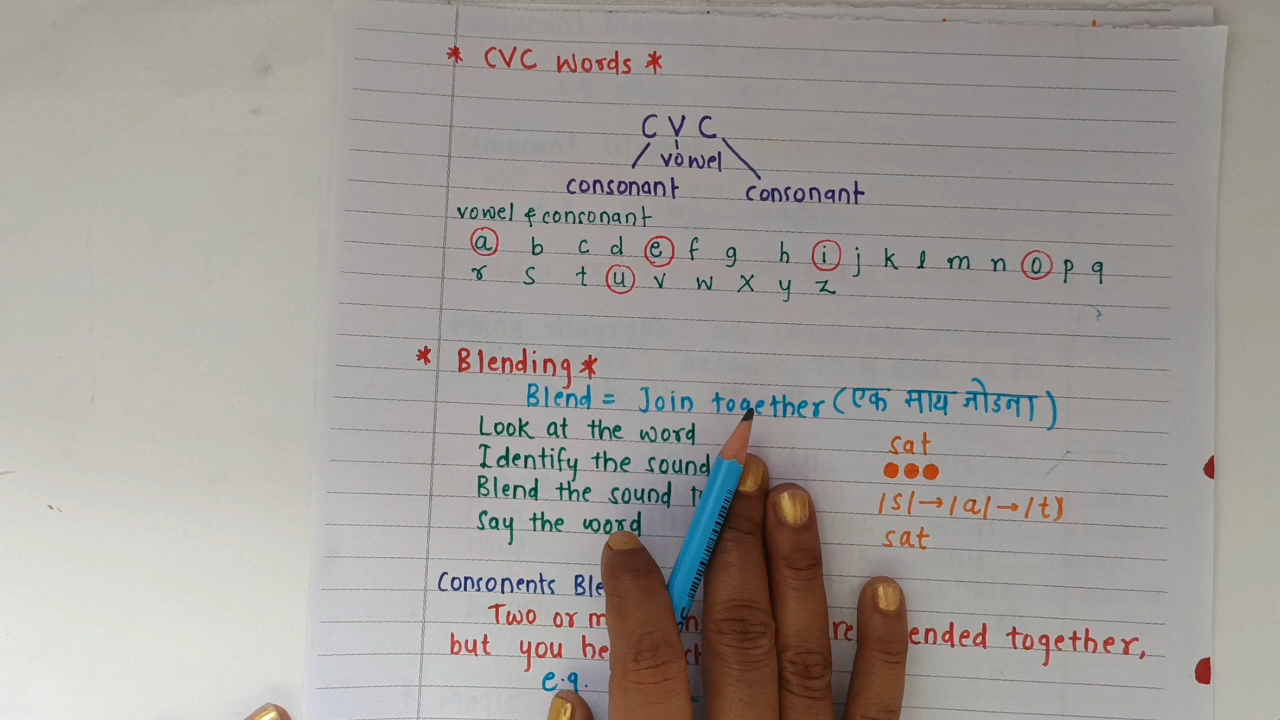 * CVC Words *
C V C
vowel
consonant consonant
vowel & consonant
a b c d e f g h i j k l m n o p q
r s t u v w x y z
* Blending *
Blend = Join together (एक साथ जोडना)
Look at the word
sat
Identify the sound
Blend the sound
/s/→/a/→/t/
Say the word
sat
Consonents
Two or together,
but you
e.g.